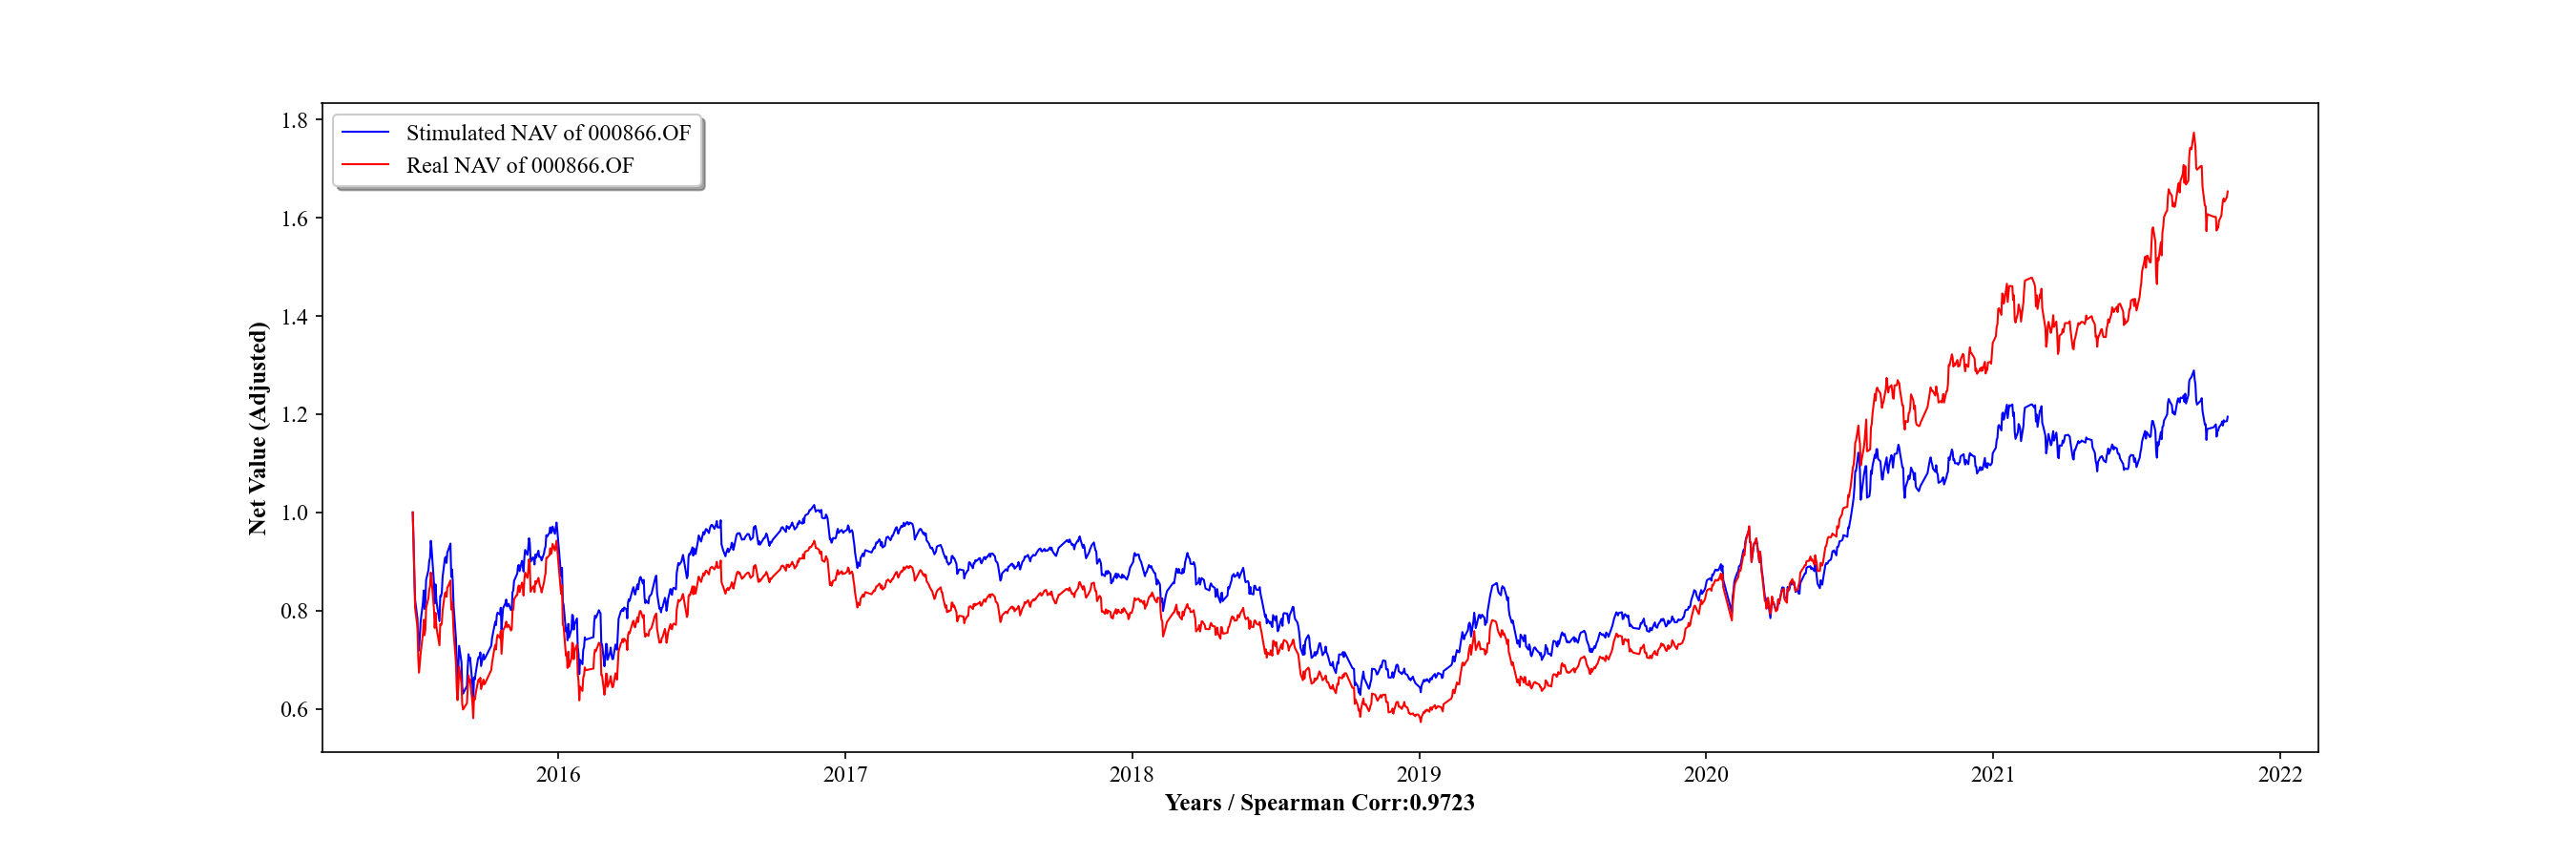 Stimulated NAV of 000866.OF
Real NAV of 000866.OF
Net Value (Adjusted)
1.8
1.6
1.4
1.2
1.0
0.8
0.6
2016 2017 2018 2019 2020 2021 2022
Years / Spearman Corr:0.9723